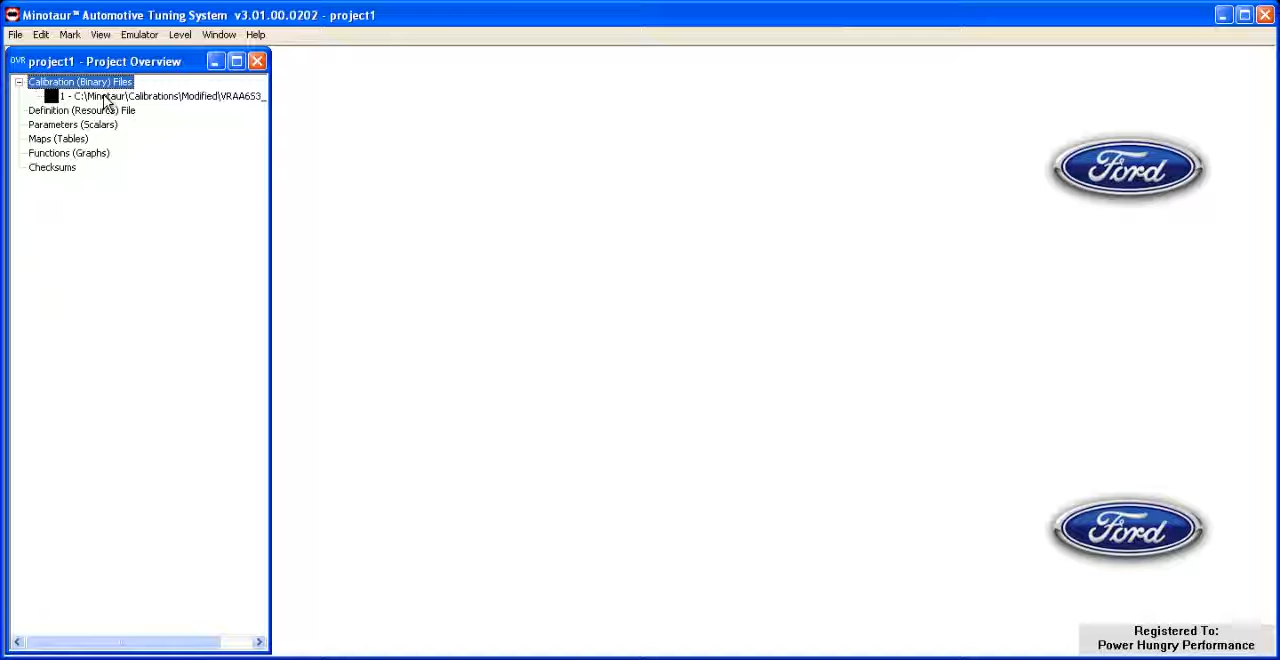 Minotaur™ Automotive Tuning System v3.01.00.0202 - project1
File Edit Mark View Emulator Level Window Help
OVR project1 - Project Overview
Calibration (Binary) Files
1 - C:\Minotaur\Calibrations\Modified\VRAA6S3_
Definition (Resource) File
Parameters (Scalars)
Maps (Tables)
Functions (Graphs)
Checksums
Ford
Ford
Registered To:
Power Hungry Performance